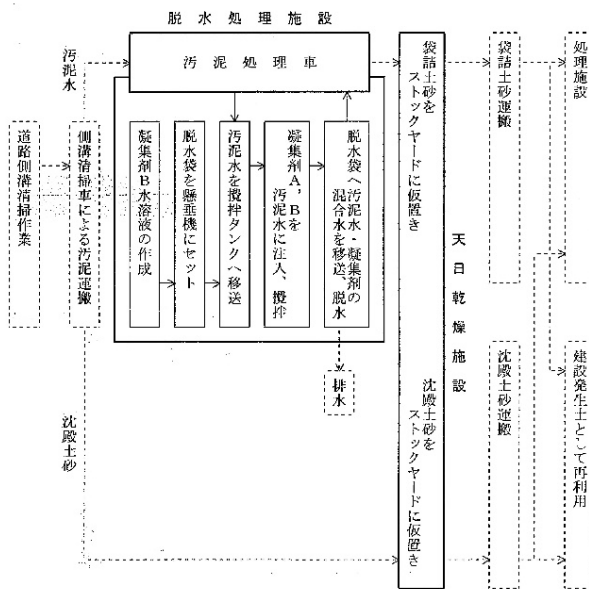 脱水処理施設
汚泥処理車
汚泥水
道路側溝清掃作業
側溝清掃車による汚泥運搬
凝集剤B水溶液の作成
脱水袋を懸垂機にセット
汚泥水を攪拌タンクへ移送
凝集剤A,Bを
汚泥水に注入、攪拌
脱水袋へ汚泥水・凝集剤の
混合水を移送、脱水
排水
沈殿土砂
袋詰土砂を
ストックヤードに仮置き
沈殿土砂を
ストックヤードに仮置き
天日乾燥施設
袋詰土砂運搬
沈殿土砂運搬
処理施設
建設発生土として再利用